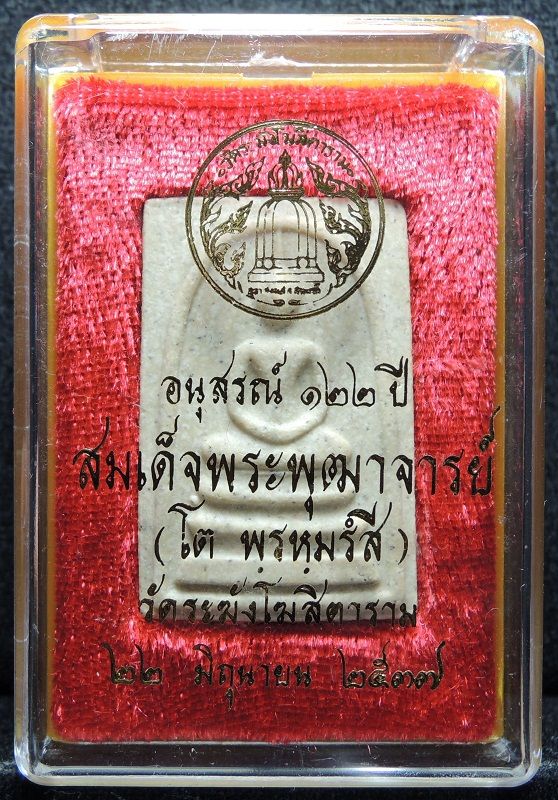 อนุสรณ์ ๑๒๒ ปี
สมเด็จพระพุฒาจารย์
(โต พฺรหฺมรํสี)
วัดระฆังโฆสิตาราม
๒๒ มิถุนายน ๒๕๓๗